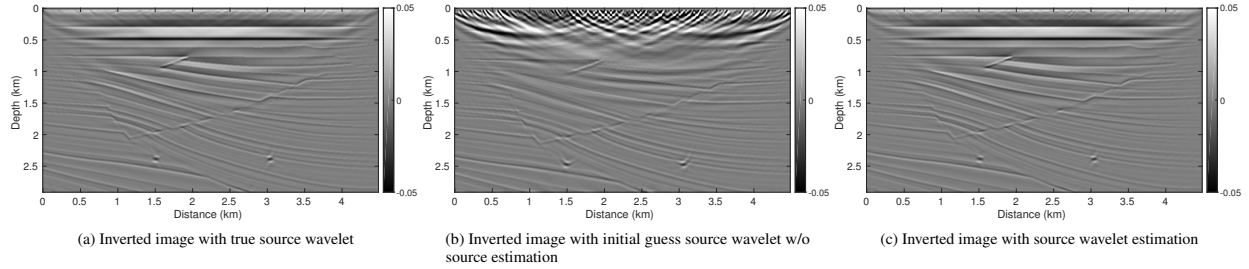 0
0.5
1
1.5
2
2.5
Depth (km)
0 0.5 1 1.5 2 2.5 3 3.5 4
Distance (km)
0.05
0
-0.05
(a) Inverted image with true source wavelet
0
0.5
1
1.5
2
2.5
Depth (km)
0 0.5 1 1.5 2 2.5 3 3.5 4
Distance (km)
0.05
0
-0.05
(b) Inverted image with initial guess source wavelet w/o
source estimation
0
0.5
1
1.5
2
2.5
Depth (km)
0 0.5 1 1.5 2 2.5 3 3.5 4
Distance (km)
0.05
0
-0.05
(c) Inverted image with source wavelet estimation